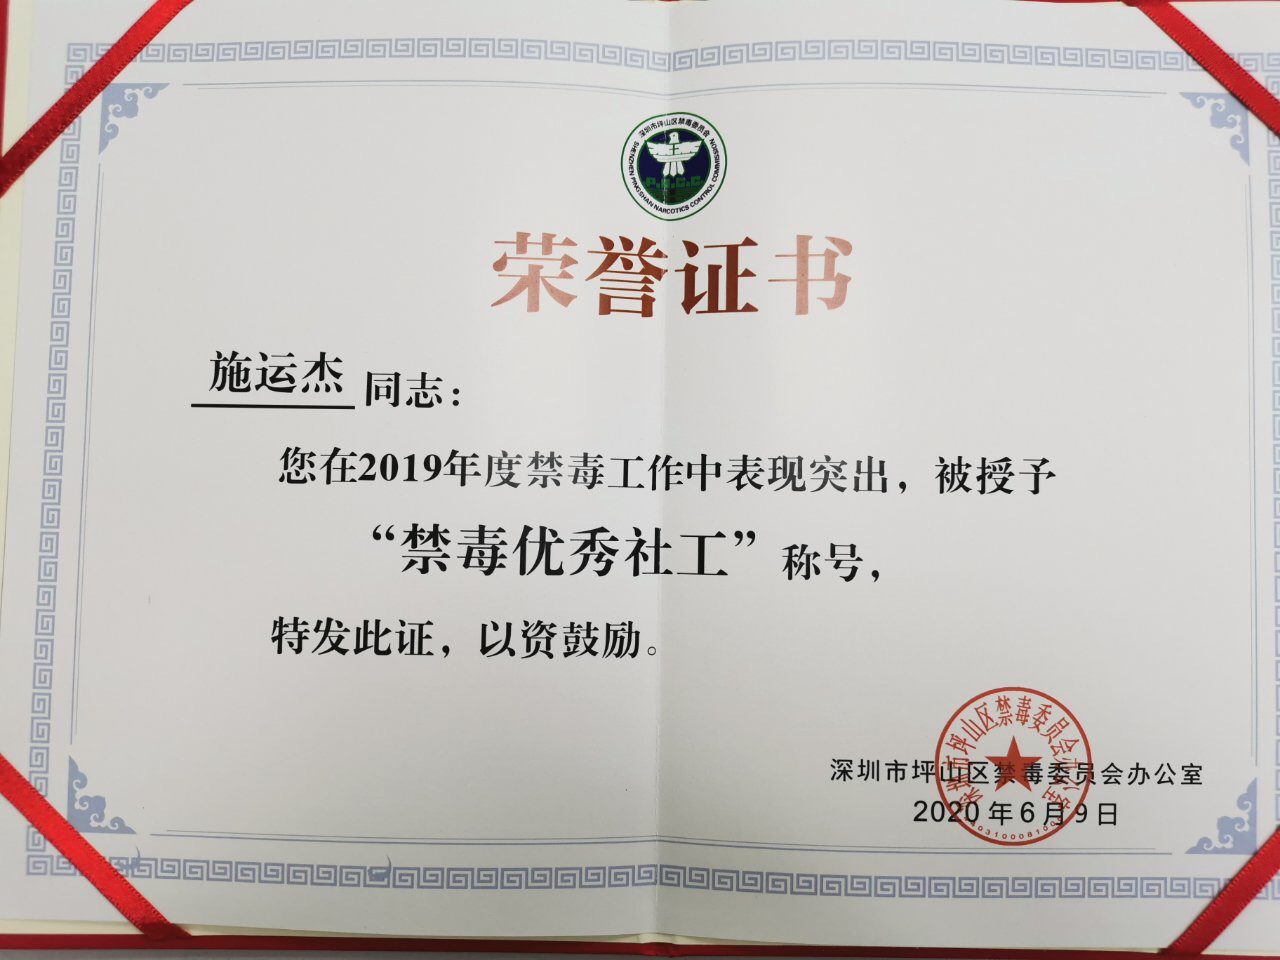 深圳市坪山区禁毒委员会
SHENZHEN PINGSHAN NARCOTICS CONTROL COMMISSION
P.N.C.C.
荣誉证书
施运杰 同志：
您在2019年度禁毒工作中表现突出，被授予
“禁毒优秀社工”称号，
特发此证，以资鼓励。
深圳市坪山区禁毒委员会办公室
深圳市坪山区禁毒委员会办公室
2020年6月9日